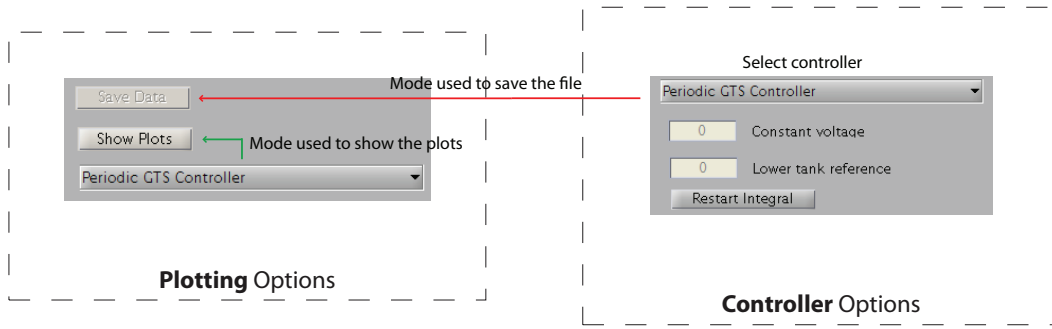 Save Data
Mode used to save the file
Show Plots
Mode used to show the plots
Periodic GTS Controller
Plotting Options
Select controller
Periodic GTS Controller
0 Constant voltage
0 Lower tank reference
Restart Integral
Controller Options